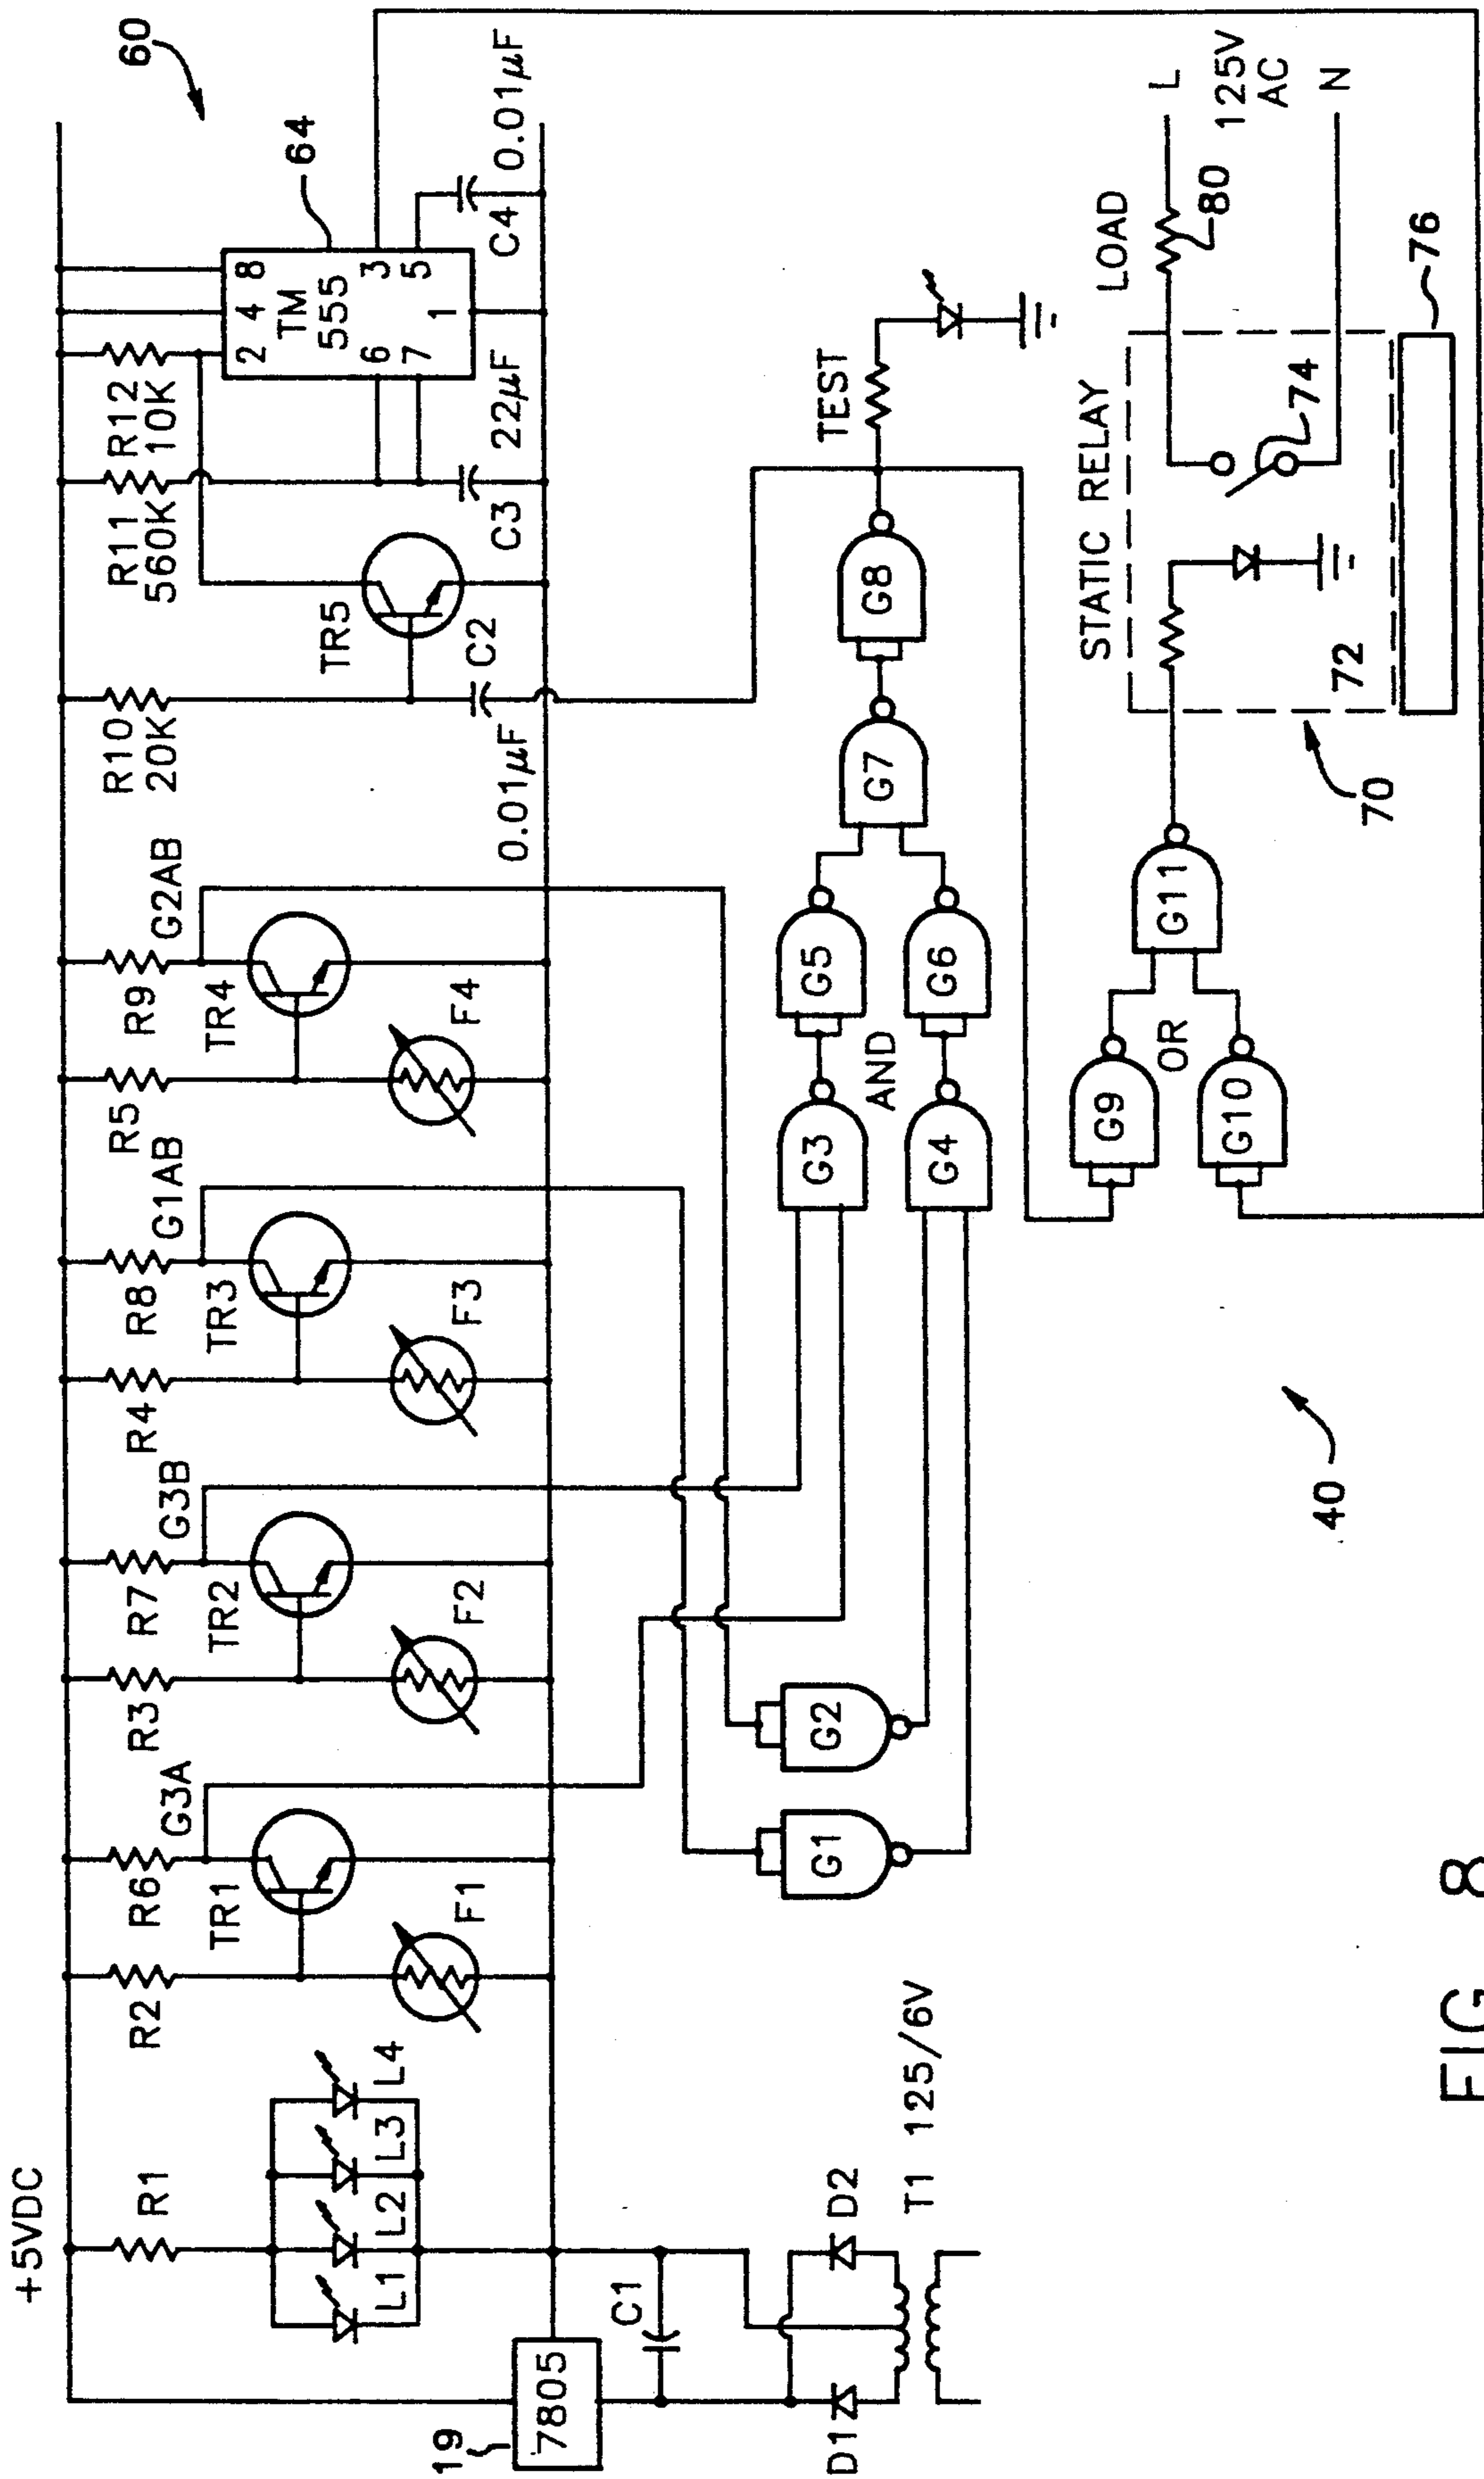 +5VDC
60
R1
R2
R6
G3A
R3
R7
G3B
R4
R8
G1AB
R5
R9
G2AB
R10
20K
R11
560K
R12
10K
2 4 8
TM
555
6 3
7 5
1
64
TR1
TR2
TR3
TR4
TR5
L1 L2 L3 L4
F1
F2
F3
F4
0.01µF
C2
C3
22µF
C4
0.01µF
19
7805
C1
D1
D2
T1 125/6V
G1
G2
G3
G4
AND
G5
G6
G7
G8
TEST
G9
G10
OR
G11
STATIC RELAY
70
72
74
76
LOAD
80
L
125V
AC
N
40
FIG 8